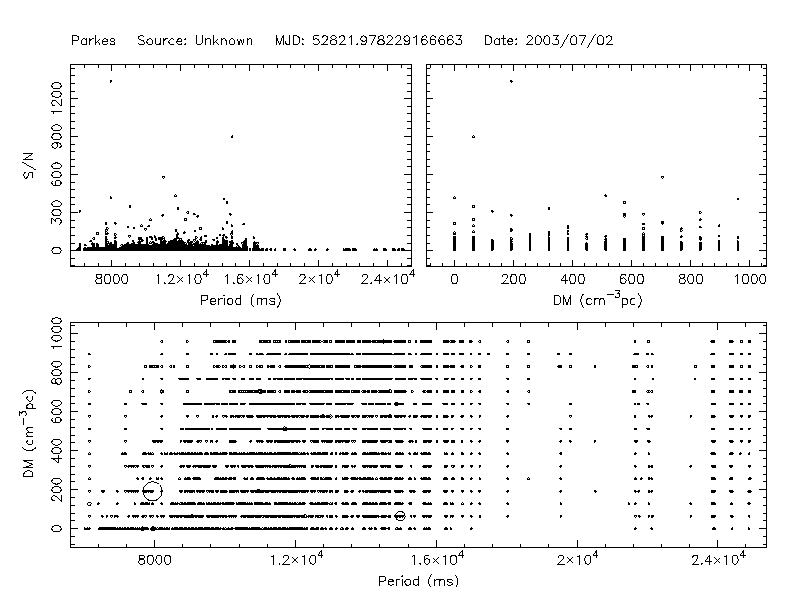 Parkes Source: Unknown MJD: 52821.978229166663 Date: 2003/07/02
S/N
0 300 600 900 1200
8000 1.2×10⁴ 1.6×10⁴ 2×10⁴ 2.4×10⁴
Period (ms)
0 200 400 600 800 1000
DM (cm⁻³pc)
DM (cm⁻³pc)
0 200 400 600 800 1000
8000 1.2×10⁴ 1.6×10⁴ 2×10⁴ 2.4×10⁴
Period (ms)